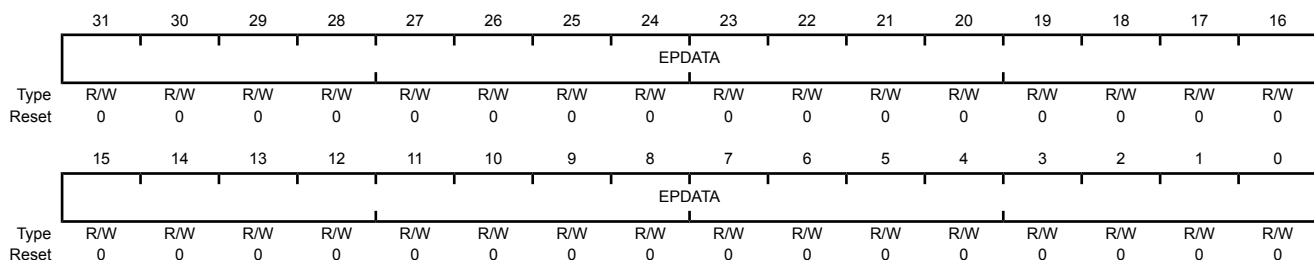 31 30 29 28 27 26 25 24 23 22 21 20 19 18 17 16
EPDATA
Type R/W R/W R/W R/W R/W R/W R/W R/W R/W R/W R/W R/W R/W R/W R/W R/W
Reset 0 0 0 0 0 0 0 0 0 0 0 0 0 0 0 0
15 14 13 12 11 10 9 8 7 6 5 4 3 2 1 0
EPDATA
Type R/W R/W R/W R/W R/W R/W R/W R/W R/W R/W R/W R/W R/W R/W R/W R/W
Reset 0 0 0 0 0 0 0 0 0 0 0 0 0 0 0 0